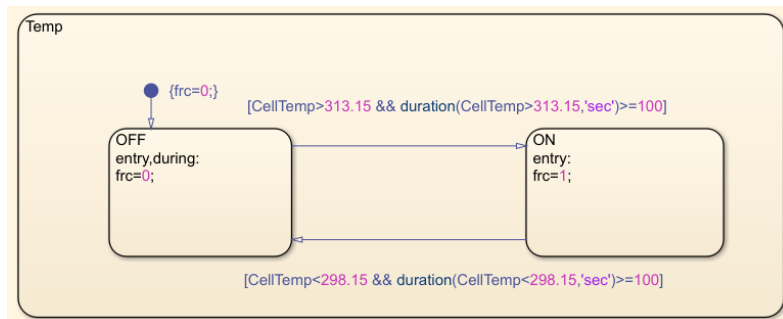 Temp
{frc=0;}
[CellTemp>313.15 && duration(CellTemp>313.15,'sec')>=100]
OFF
entry,during:
frc=0;
ON
entry:
frc=1;
[CellTemp<298.15 && duration(CellTemp<298.15,'sec')>=100]